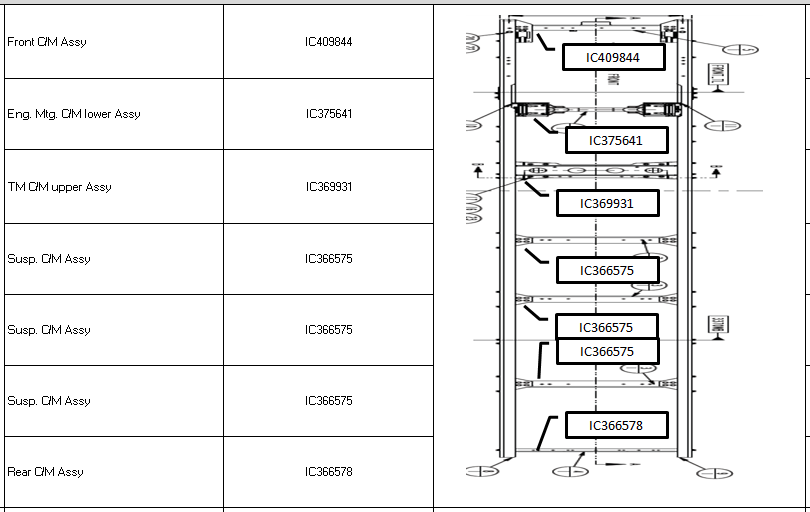 Front C/M Assy IC409844
Eng. Mtg. C/M lower Assy IC375641
TM C/M upper Assy IC369931
Susp. C/M Assy IC366575
Susp. C/M Assy IC366575
Susp. C/M Assy IC366575
Rear C/M Assy IC366578
IC409844
FRONT
IC375641
IC369931
IC366575
IC366575
IC366575
IC366578